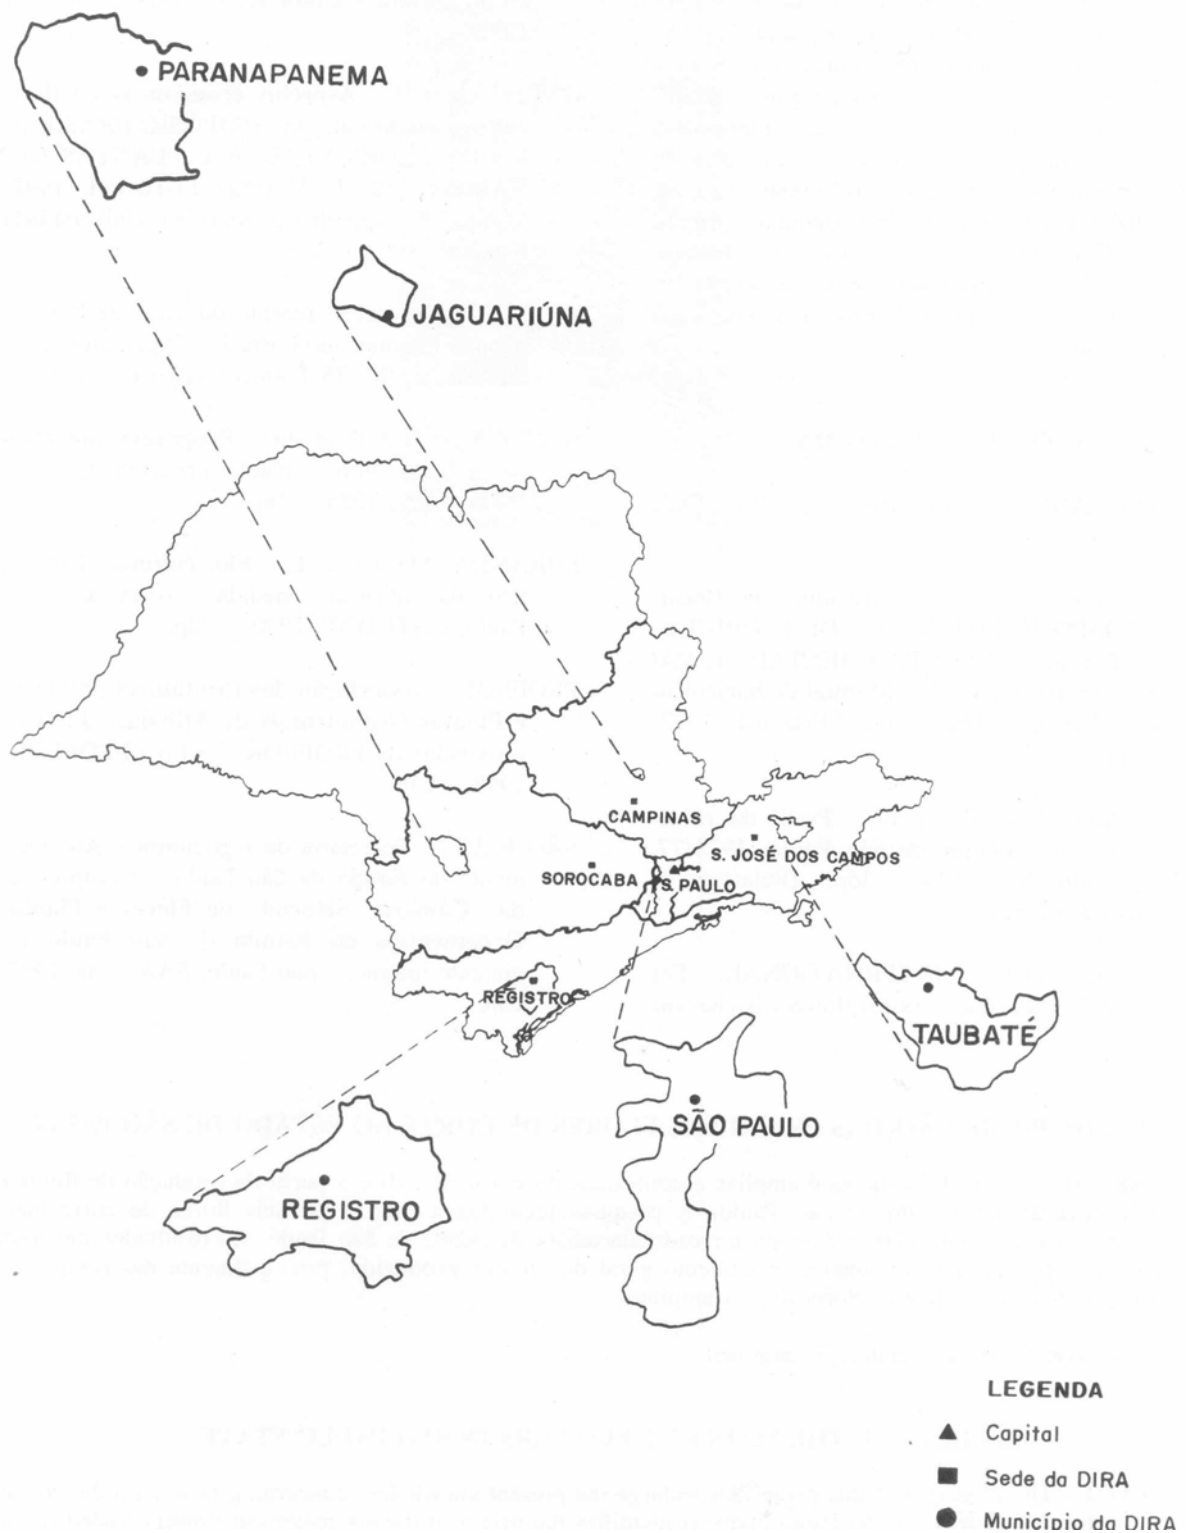 PARANAPANEMA
JAGUARIÚNA
CAMPINAS
S. JOSÉ DOS CAMPOS
SOROCABA
S. PAULO
REGISTRO
TAUBATÉ
SÃO PAULO
REGISTRO
LEGENDA
Capital
Sede da DIRA
Município da DIRA